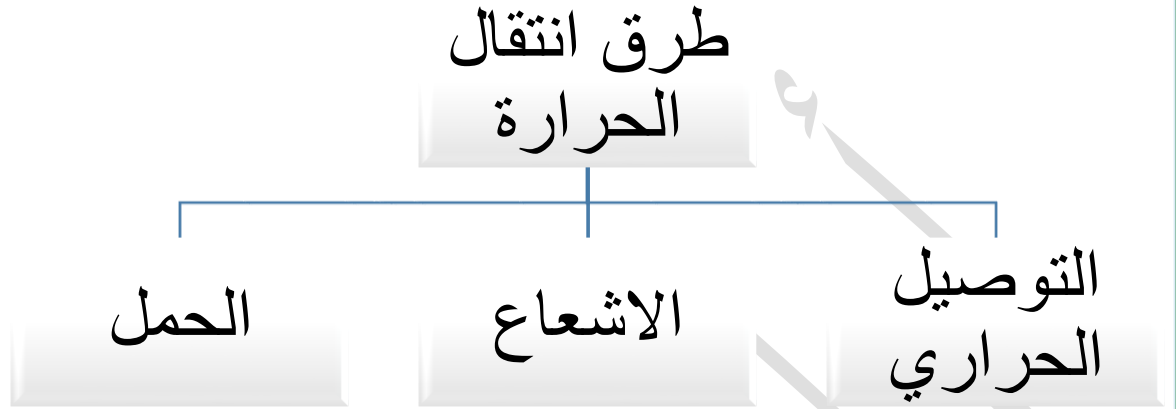 طرق انتقال
الحرارة
التوصيل
الحراري
الاشعاع
الحمل